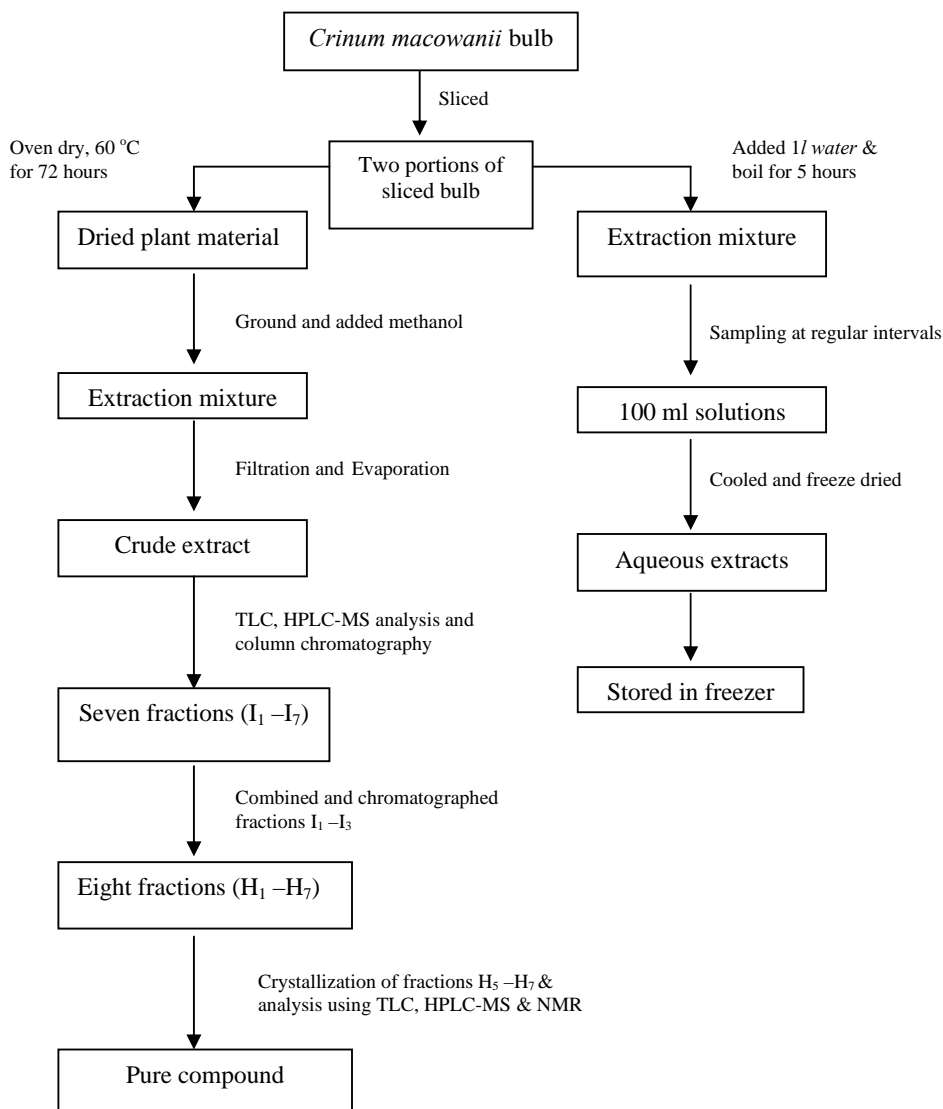 Crinum macowanii bulb
Sliced
Oven dry, 60 °C
for 72 hours
Two portions of
sliced bulb
Added 1l water &
boil for 5 hours
Dried plant material
Extraction mixture
Ground and added methanol
Sampling at regular intervals
Extraction mixture
100 ml solutions
Filtration and Evaporation
Cooled and freeze dried
Crude extract
Aqueous extracts
TLC, HPLC-MS analysis and
column chromatography
Stored in freezer
Seven fractions (I₁ –I₇)
Combined and chromatographed
fractions I₁ –I₃
Eight fractions (H₁ –H₇)
Crystallization of fractions H₅ –H₇ &
analysis using TLC, HPLC-MS & NMR
Pure compound